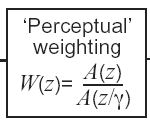 'Perceptual'
weighting
W(z)= A(z)
A(z/γ)